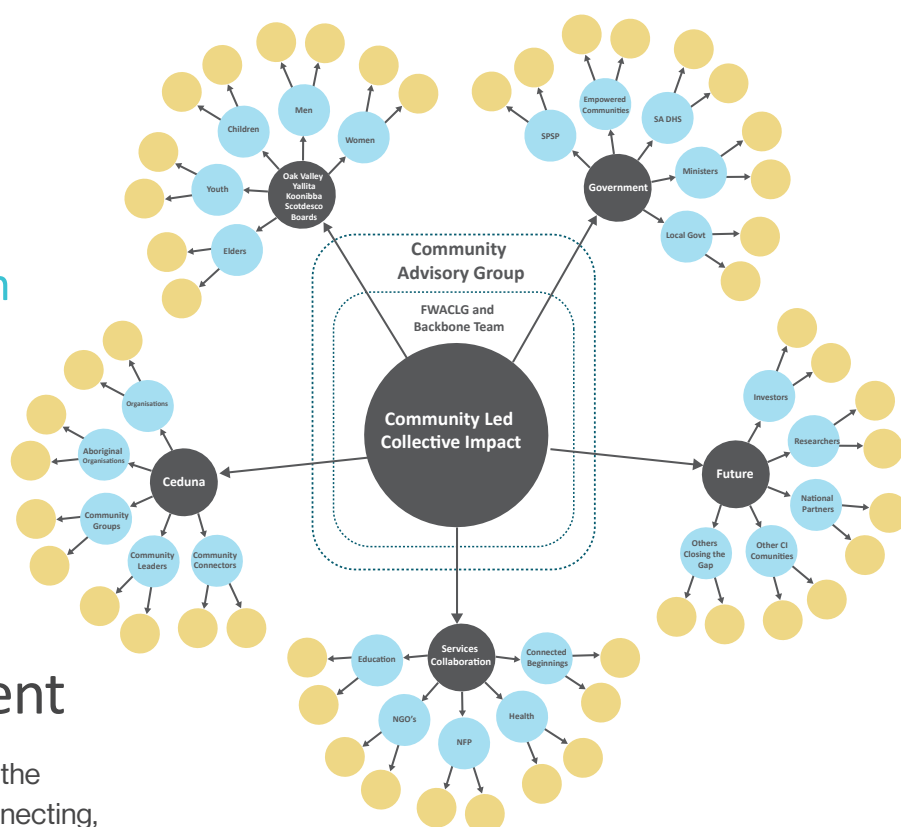 Men
Children
Women
Oak Valley
Yallita
Koonibba
Scotdesco
Boards
Youth
Elders
Empowered
Communities
SA DHS
SPSP
Government
Ministers
Local Govt
Community
Advisory Group
FWACLG and
Backbone Team
Community Led
Collective Impact
Organisations
Aboriginal
Organisations
Ceduna
Community
Groups
Community
Leaders
Community
Connectors
Investors
Researchers
Future
National
Partners
Others
Closing the
Gap
Other CI
Comunities
Services
Collaboration
Education
Connected
Beginnings
NGO's
NFP
Health
ent
the
necting,